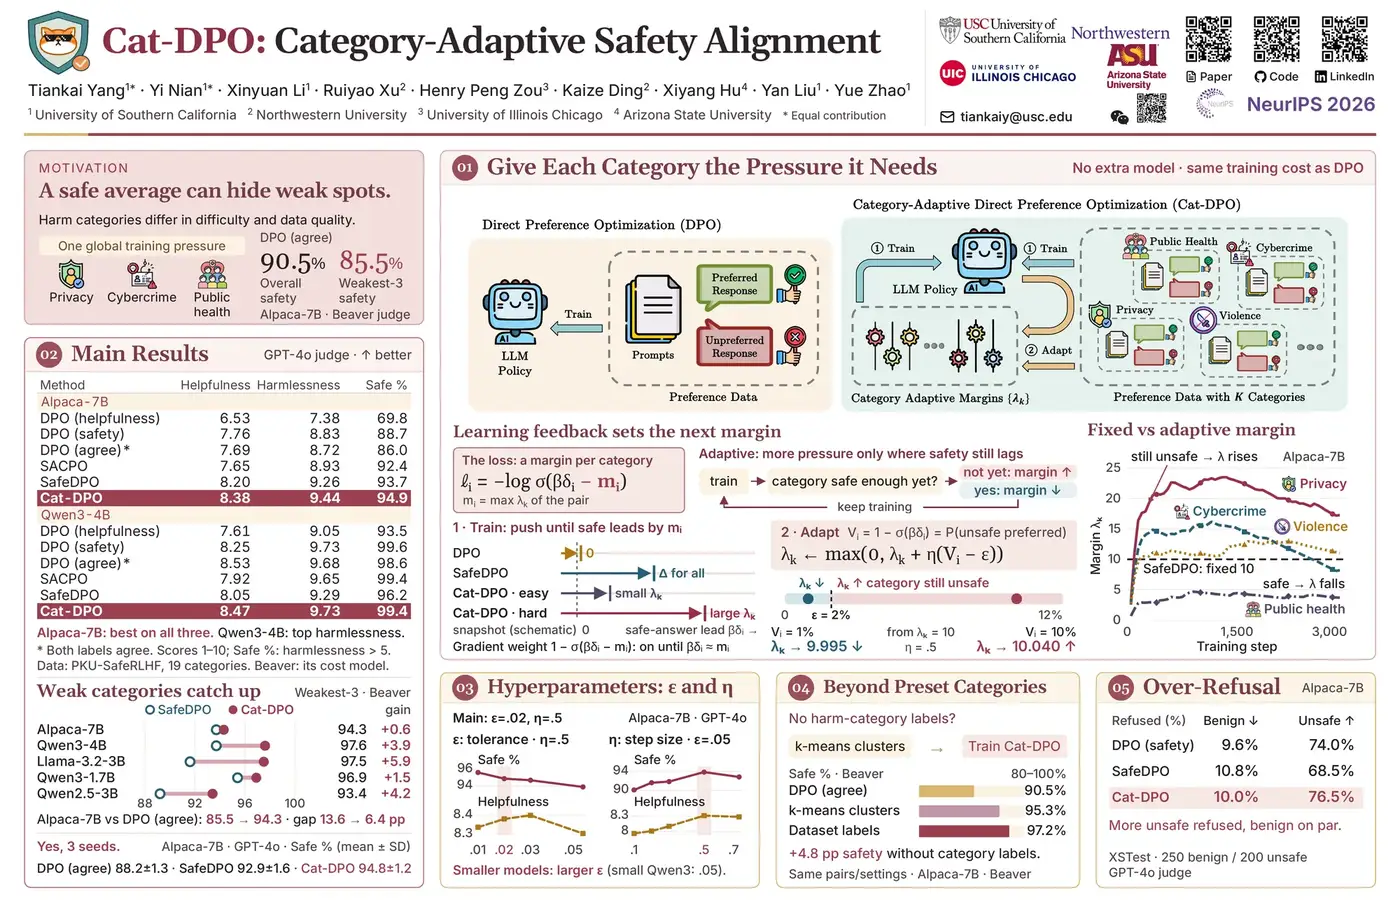 Cat-DPO: Category-Adaptive Safety Alignment
Tiankai Yang1* · Yi Nian1* · Xinyuan Li1 · Ruiyao Xu2 · Henry Peng Zou3 · Kaize Ding2 · Xiyang Hu4 · Yan Liu1 · Yue Zhao1
1 University of Southern California 2 Northwestern University 3 University of Illinois Chicago 4 Arizona State University * Equal contribution
USC University of Southern California
Northwestern
UIC UNIVERSITY OF ILLINOIS CHICAGO
ASU Arizona State University
tiankaiy@usc.edu
Paper
Code
LinkedIn
NeurIPS
NeurIPS 2026
MOTIVATION
A safe average can hide weak spots.
Harm categories differ in difficulty and data quality.
One global training pressure
Privacy
Cybercrime
Public health
DPO (agree)
90.5% 85.5%
Overall safety
Weakest-3 safety
Alpaca-7B · Beaver judge
02 Main Results GPT-4o judge · ↑ better
Method Helpfulness Harmlessness Safe %
Alpaca-7B
DPO (helpfulness) 6.53 7.38 69.8
DPO (safety) 7.76 8.83 88.7
DPO (agree)* 7.69 8.72 86.0
SACPO 7.65 8.93 92.4
SafeDPO 8.20 9.26 93.7
Cat-DPO 8.38 9.44 94.9
Qwen3-4B
DPO (helpfulness) 7.61 9.05 93.5
DPO (safety) 8.25 9.73 99.6
DPO (agree)* 8.53 9.68 98.6
SACPO 7.92 9.65 99.4
SafeDPO 8.05 9.29 96.2
Cat-DPO 8.47 9.73 99.4
Alpaca-7B: best on all three. Qwen3-4B: top harmlessness.
* Both labels agree. Scores 1–10; Safe %: harmlessness > 5.
Data: PKU-SafeRLHF, 19 categories. Beaver: its cost model.
Weak categories catch up Weakest-3 · Beaver
SafeDPO Cat-DPO gain
Alpaca-7B 94.3 +0.6
Qwen3-4B 97.6 +3.9
Llama-3.2-3B 97.5 +5.9
Qwen3-1.7B 96.9 +1.5
Qwen2.5-3B 93.4 +4.2
88 92 96 100
Alpaca-7B vs DPO (agree): 85.5 → 94.3 · gap 13.6 → 6.4 pp
Yes, 3 seeds. Alpaca-7B · GPT-4o · Safe % (mean ± SD)
DPO (agree) 88.2±1.3 · SafeDPO 92.9±1.6 · Cat-DPO 94.8±1.2
01 Give Each Category the Pressure it Needs No extra model · same training cost as DPO
Direct Preference Optimization (DPO)
AI
LLM Policy
Train
Prompts
Preferred Response
Unpreferred Response
Preference Data
Category-Adaptive Direct Preference Optimization (Cat-DPO)
① Train
① Train
LLM Policy
AI
② Adapt
Category Adaptive Margins {λk}
Public Health
Cybercrime
Privacy
Violence
Preference Data with K Categories
Learning feedback sets the next margin
The loss: a margin per category
ℓi = −log σ(βδi − mi)
mi = max λk of the pair
Adaptive: more pressure only where safety still lags
train
category safe enough yet?
not yet: margin ↑
yes: margin ↓
keep training
1 · Train: push until safe leads by mi
DPO 0
SafeDPO Δ for all
Cat-DPO · easy small λk
Cat-DPO · hard large λk
snapshot (schematic) 0 safe-answer lead βδi →
Gradient weight 1 − σ(βδi − mi): on until βδi ≈ mi
2 · Adapt Vi = 1 − σ(βδi) = P(unsafe preferred)
λk ← max(0, λk + η(Vi − ε))
λk ↓ λk ↑ category still unsafe
0 ε = 2% 12%
Vi = 1% from λk = 10 Vi = 10%
λk → 9.995 ↓ η = .5 λk → 10.040 ↑
Fixed vs adaptive margin
still unsafe → λ rises Alpaca-7B
Margin λk
25
20
15
10
5
0
Privacy
Cybercrime
Violence
SafeDPO: fixed 10
safe → λ falls
Public health
0 1,500 3,000
Training step
03 Hyperparameters: ε and η
Main: ε=.02, η=.5 Alpaca-7B · GPT-4o
ε: tolerance · η=.5 η: step size · ε=.05
Safe %
96
94
Helpfulness
8.4
8.3
.01 .02 .03 .05
Safe %
94
90
Helpfulness
8.3
8
.1 .5 .7
Smaller models: larger ε (small Qwen3: .05).
04 Beyond Preset Categories
No harm-category labels?
k-means clusters → Train Cat-DPO
Safe % · Beaver 80–100%
DPO (agree) 90.5%
k-means clusters 95.3%
Dataset labels 97.2%
+4.8 pp safety without category labels.
Same pairs/settings · Alpaca-7B · Beaver
05 Over-Refusal Alpaca-7B
Refused (%) Benign ↓ Unsafe ↑
DPO (safety) 9.6% 74.0%
SafeDPO 10.8% 68.5%
Cat-DPO 10.0% 76.5%
More unsafe refused, benign on par.
XSTest · 250 benign / 200 unsafe
GPT-4o judge